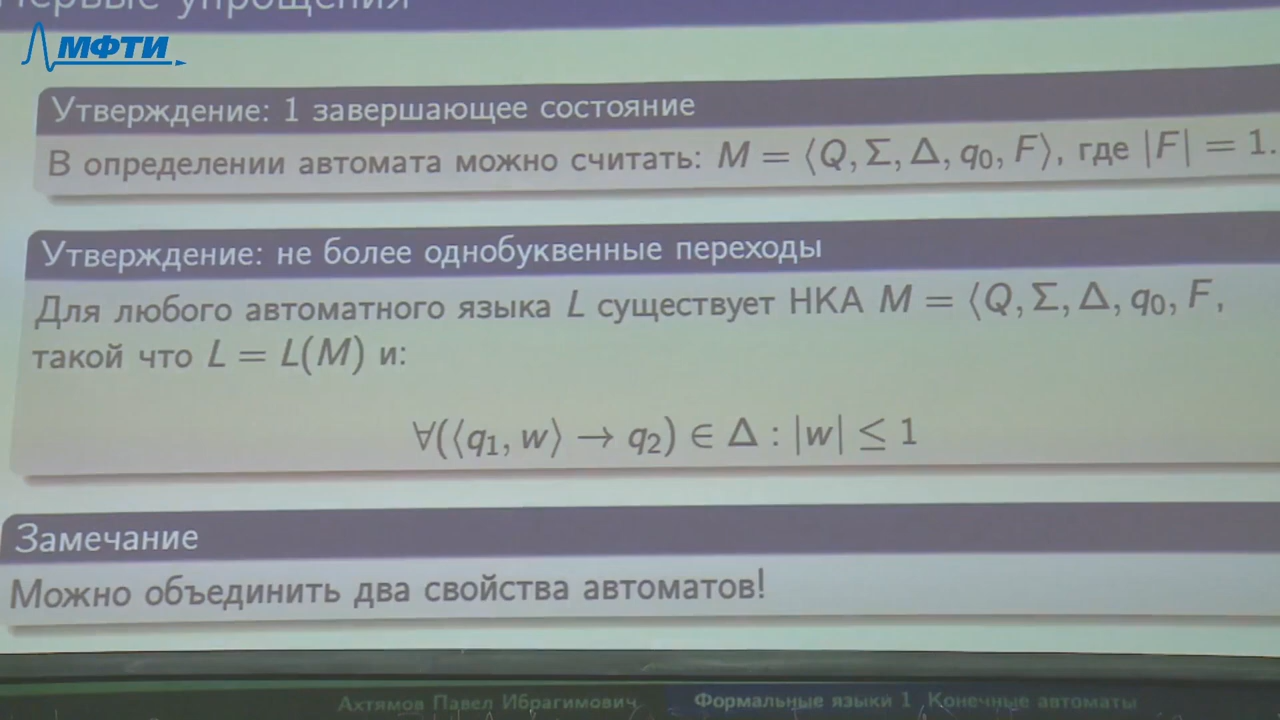 Первые упрощения
МФТИ
Утверждение: 1 завершающее состояние
В определении автомата можно считать: M = ⟨Q, Σ, Δ, q₀, F⟩, где |F| = 1.
Утверждение: не более однобуквенные переходы
Для любого автоматного языка L существует НКА M = ⟨Q, Σ, Δ, q₀, F,
такой что L = L(M) и:
∀(⟨q₁, w⟩ → q₂) ∈ Δ : |w| ≤ 1
Замечание
Можно объединить два свойства автоматов!
Ахтямов Павел Ибрагимович
Формальные языки 1 Конечные автоматы